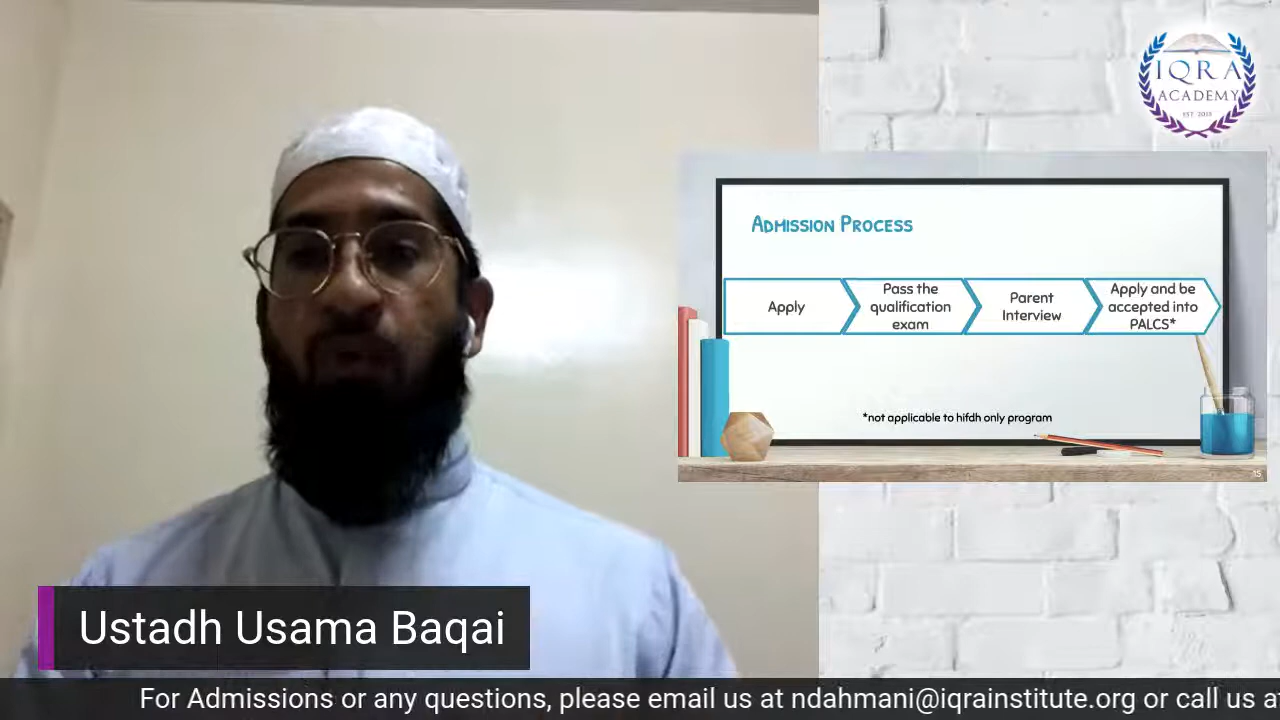 IQRA
ACADEMY
EST 2018
Admission Process
Apply
Pass the
qualification
exam
Parent
Interview
Apply and be
accepted into
PALCS*
*not applicable to hifdh only program
15
Ustadh Usama Baqai
For Admissions or any questions, please email us at ndahmani@iqrainstitute.org or call us a